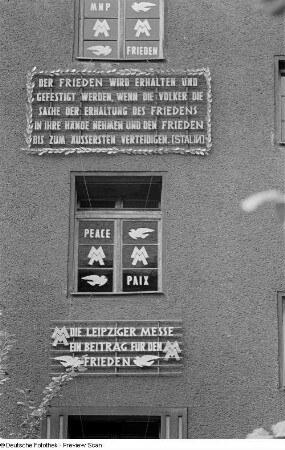 МИР
FRIEDEN
DER FRIEDEN WIRD ERHALTEN UND
GEFESTIGT WERDEN, WENN DIE VÖLKER DIE
SACHE DER ERHALTUNG DES FRIEDENS
IN IHRE HÄNDE NEHMEN UND DEN FRIEDEN
BIS ZUM ÄUSSERSTEN VERTEIDIGEN. (STALIN)
PEACE
PAIX
DIE LEIPZIGER MESSE
EIN BEITRAG FÜR DEN
FRIEDEN
© Deutsche Fotothek - Preview Scan